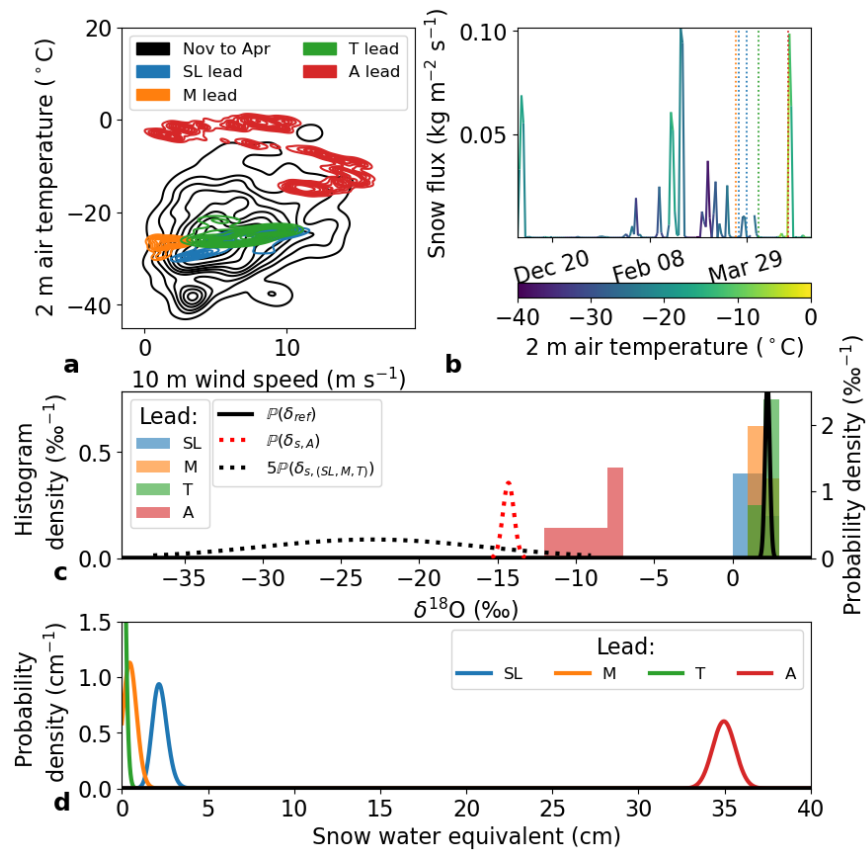 Nov to Apr
SL lead
M lead
T lead
A lead
2 m air temperature (°C)
0
−20
−40
0
10
10 m wind speed (m s⁻¹)
a
Snow flux (kg m⁻² s⁻¹)
0.10
0.05
Dec 20
Feb 08
Mar 29
−40
−30
−20
−10
0
2 m air temperature (°C)
b
Histogram
density (‰⁻¹)
0.5
0.0
Lead:
SL
M
T
A
ℙ(δref)
ℙ(δs,A)
5ℙ(δs,(SL,M,T))
2
1
0
Probability density (‰⁻¹)
−35
−30
−25
−20
−15
−10
−5
0
δ¹⁸O (‰)
c
Probability
density (cm⁻¹)
1.5
1.0
0.5
0.0
Lead:
SL
M
T
A
0
5
10
15
20
25
30
35
40
Snow water equivalent (cm)
d